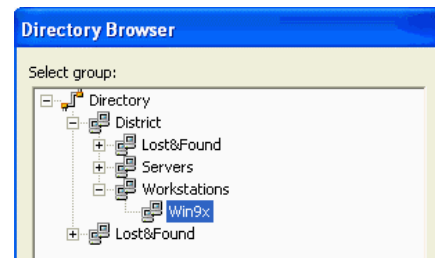 Directory Browser
Select group:
Directory
District
Lost&Found
Servers
Workstations
Win9x
Lost&Found